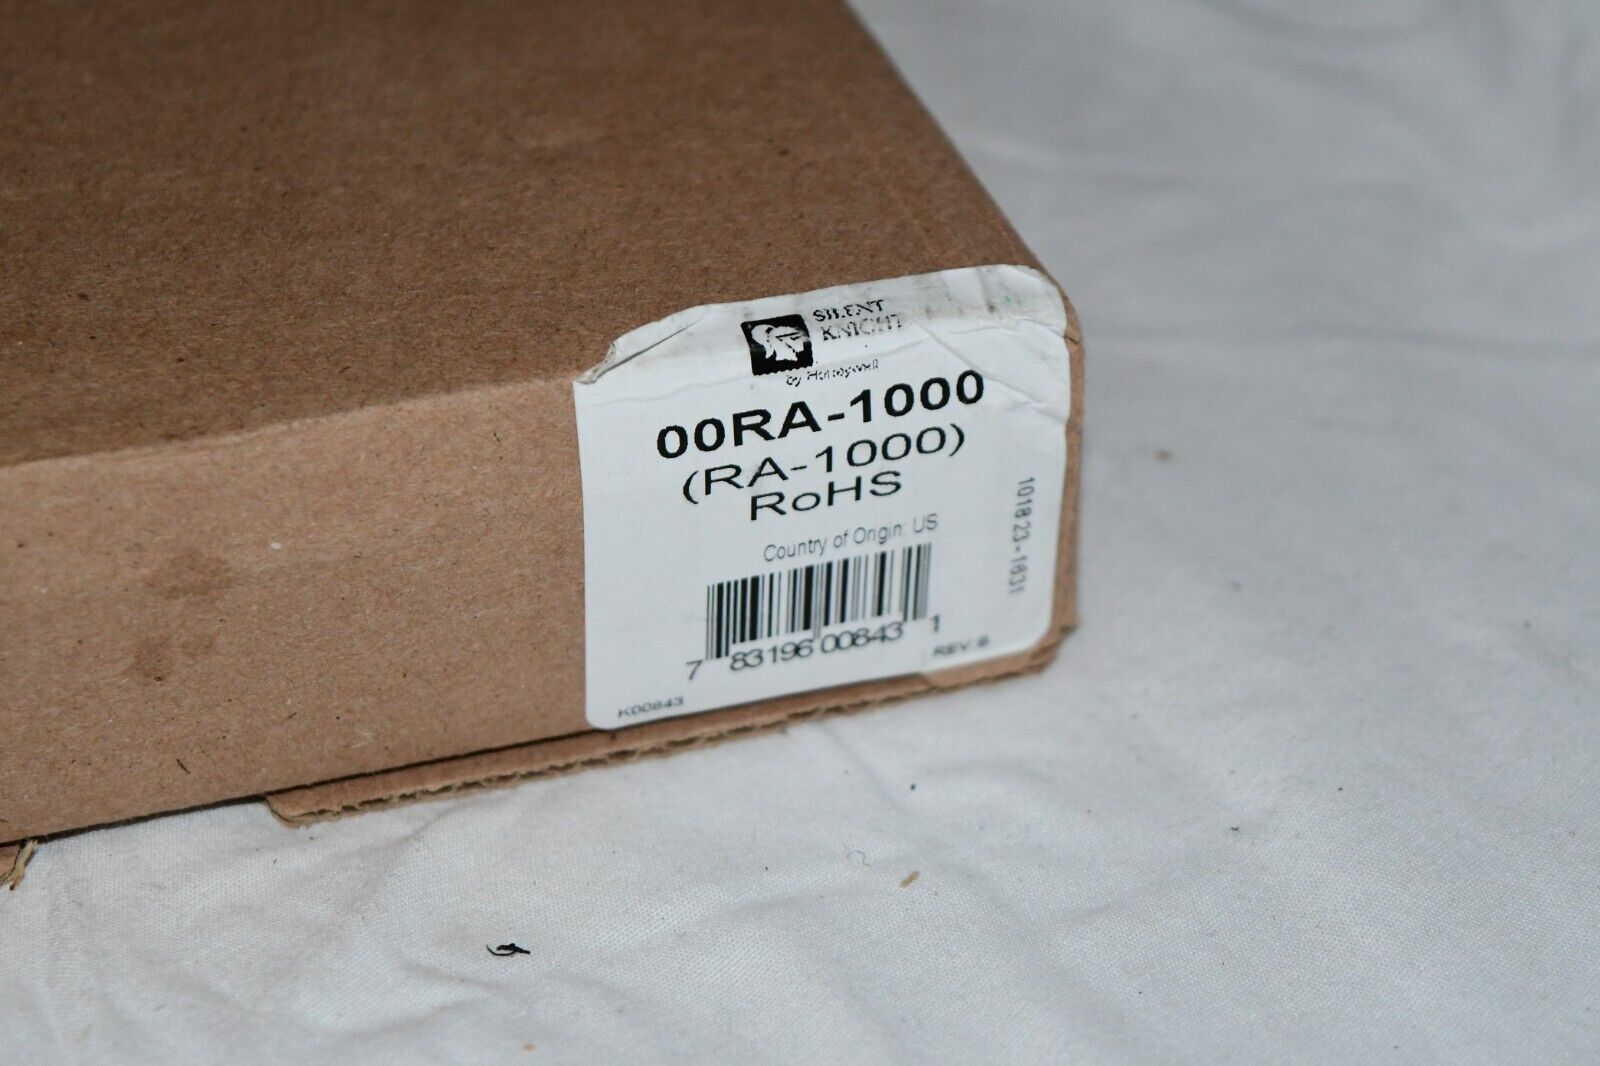 SILENT
KNIGHT
by Honeywell
00RA-1000
(RA-1000)
RoHS
Country of Origin: US
7 83196 00843 1
REV: B
K00843
101823-1631